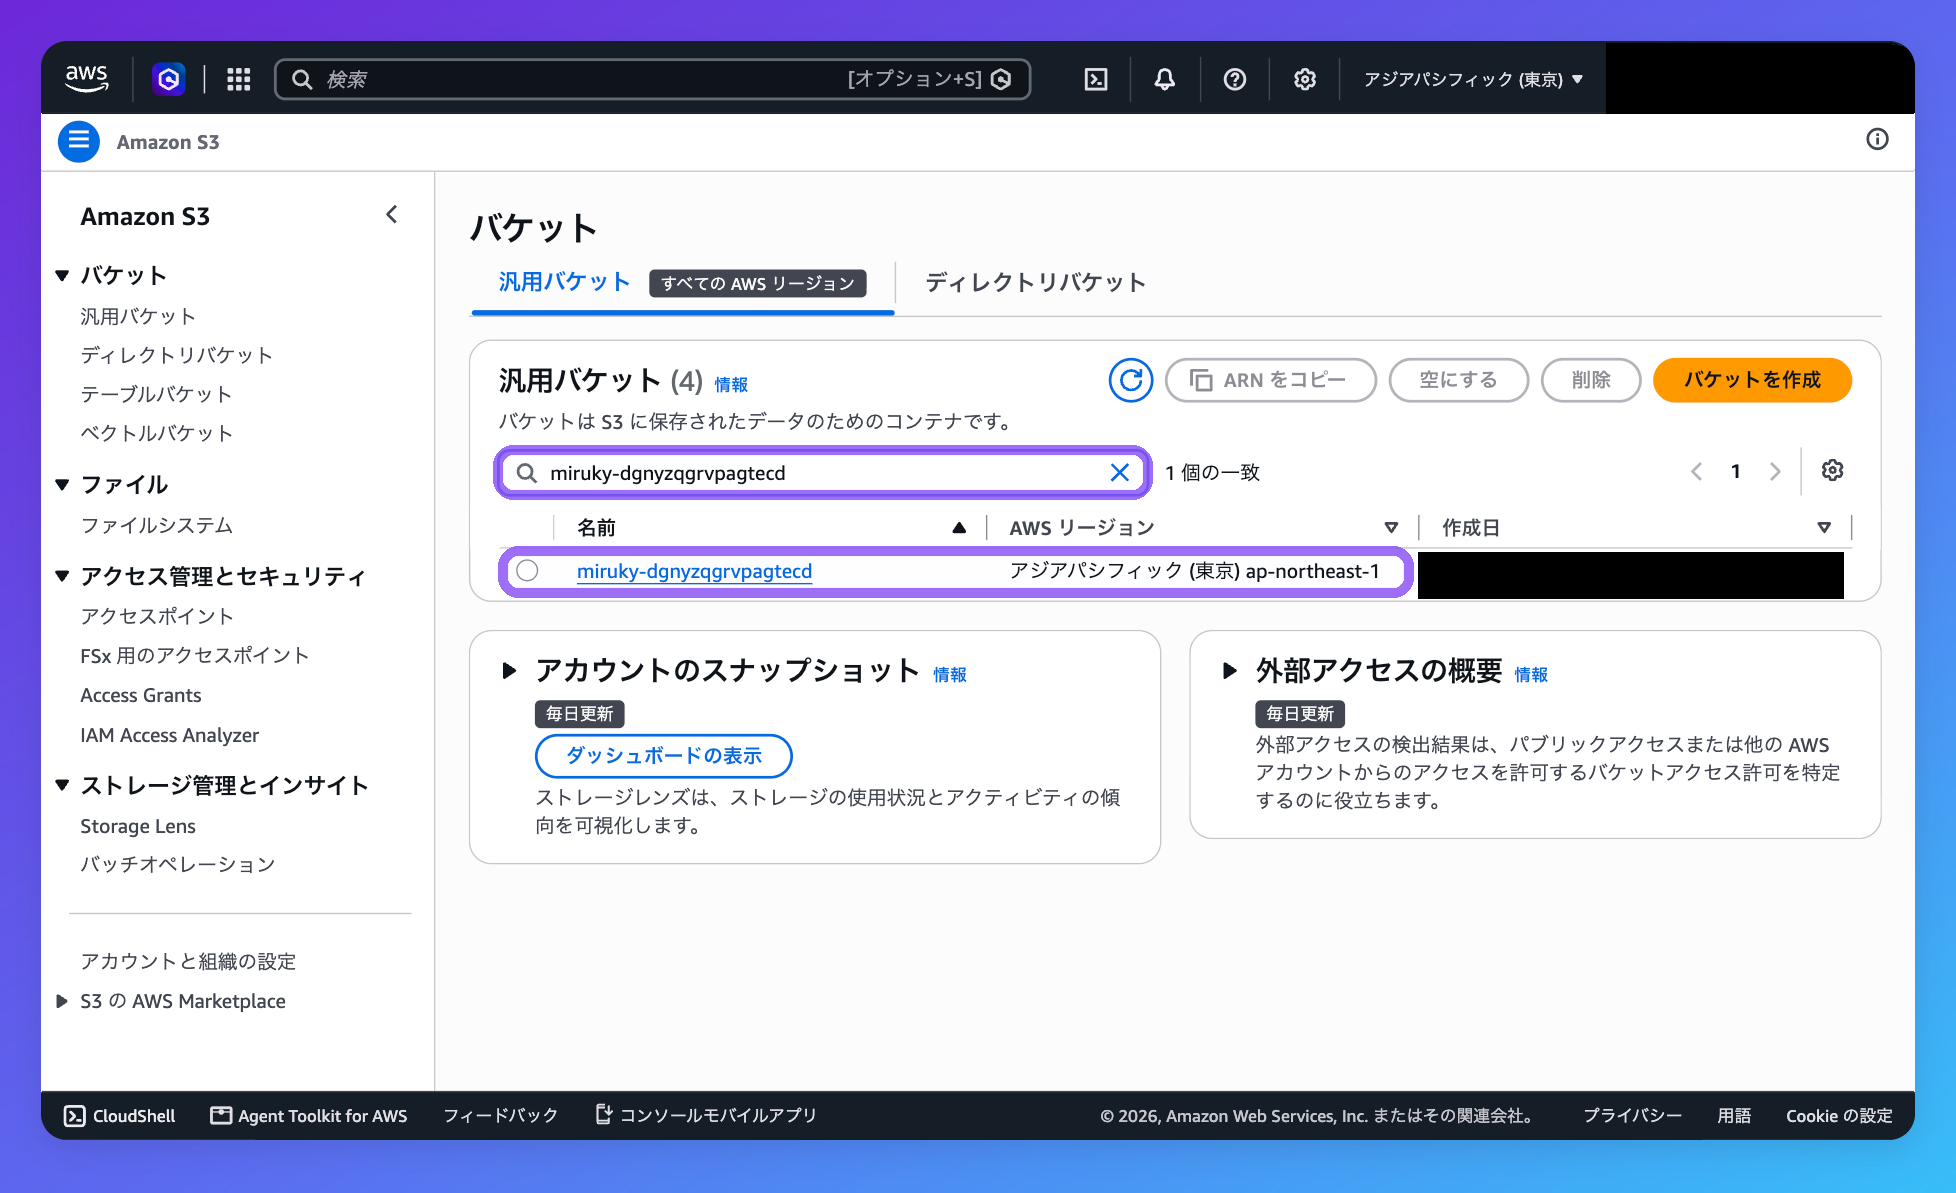 aws
検索 [オプション+S] アジアパシフィック (東京)
Amazon S3
Amazon S3
バケット
汎用バケット
ディレクトリバケット
テーブルバケット
ベクトルバケット
ファイル
ファイルシステム
アクセス管理とセキュリティ
アクセスポイント
FSx 用のアクセスポイント
Access Grants
IAM Access Analyzer
ストレージ管理とインサイト
Storage Lens
バッチオペレーション
アカウントと組織の設定
S3 の AWS Marketplace
バケット
汎用バケット すべての AWS リージョン ディレクトリバケット
汎用バケット (4) 情報 ARN をコピー 空にする 削除 バケットを作成
バケットは S3 に保存されたデータのためのコンテナです。
miruky-dgnyzqgrvpagtecd 1 個の一致 1
名前 AWS リージョン 作成日
miruky-dgnyzqgrvpagtecd アジアパシフィック (東京) ap-northeast-1
アカウントのスナップショット 情報
毎日更新
ダッシュボードの表示
ストレージレンズは、ストレージの使用状況とアクティビティの傾
向を可視化します。
外部アクセスの概要 情報
毎日更新
外部アクセスの検出結果は、パブリックアクセスまたは他の AWS
アカウントからのアクセスを許可するバケットアクセス許可を特定
するのに役立ちます。
CloudShell Agent Toolkit for AWS フィードバック コンソールモバイルアプリ © 2026, Amazon Web Services, Inc. またはその関連会社。 プライバシー 用語 Cookie の設定